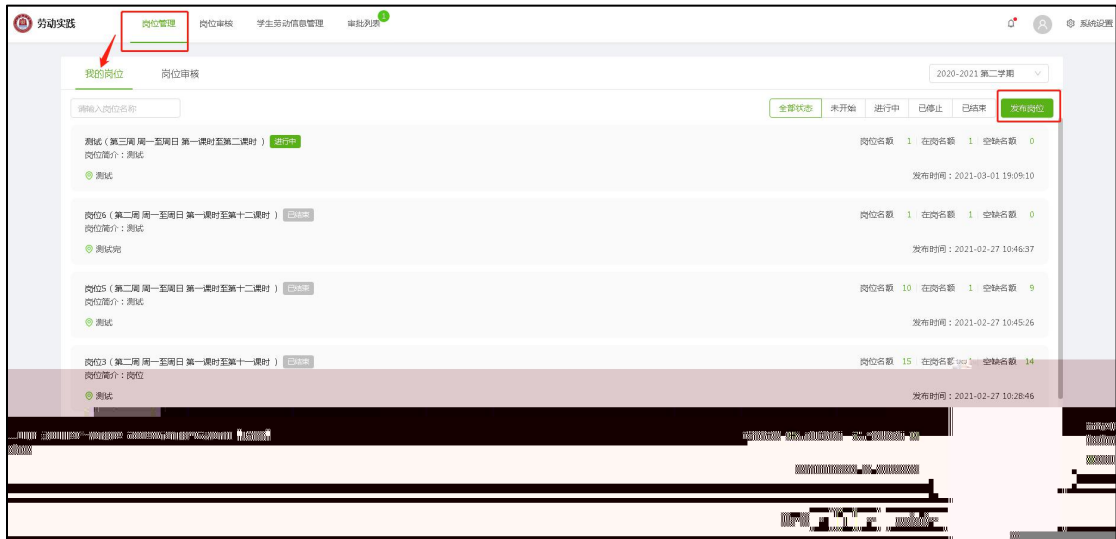 劳动实践 岗位管理 岗位审核 学生劳动信息管理 审批列表 1 系统设置
我的岗位 岗位审核 2020-2021 第二学期
请输入岗位名称 全部状态 未开始 进行中 已停止 已结束 发布岗位
测试（第三周 周一至周日 第一课时至第二课时 ） 进行中 岗位名额 1 在岗名额 1 空缺名额 0
岗位简介：测试
测试 发布时间：2021-03-01 19:09:10
岗位6（第二周 周一至周日 第一课时至第十二课时 ） 已结束 岗位名额 1 在岗名额 1 空缺名额 0
岗位简介：测试
测试完 发布时间：2021-02-27 10:46:37
岗位5（第二周 周一至周日 第一课时至第十二课时 ） 已结束 岗位名额 10 在岗名额 1 空缺名额 9
岗位简介：测试
测试 发布时间：2021-02-27 10:45:26
岗位3（第二周 周一至周日 第一课时至第十一课时 ） 已结束 岗位名额 15 在岗名额 空缺名额 14
岗位简介：岗位
测试 发布时间：2021-02-27 10:28:46